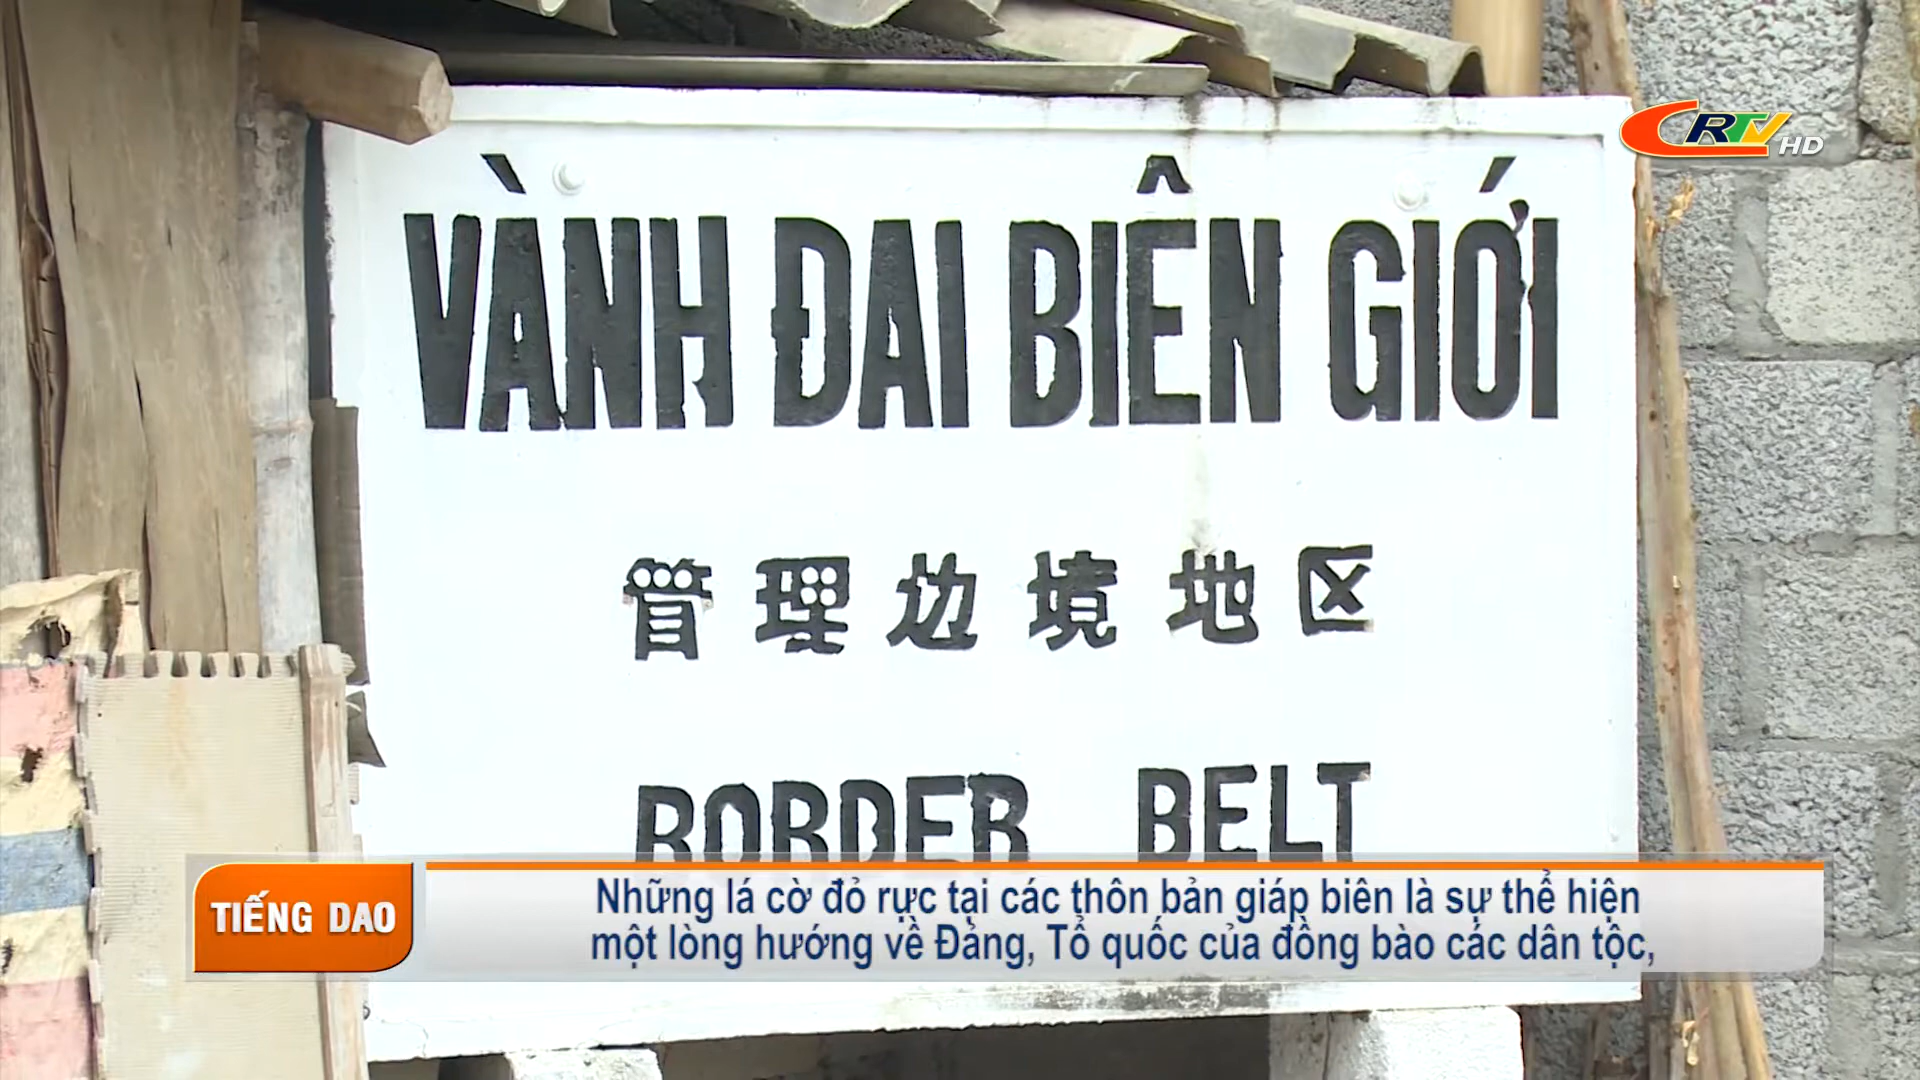 CRTV HD
VÀNH ĐAI BIÊN GIỚI
管理边境地区
BORDER BELT
TIẾNG DAO
Những lá cờ đỏ rực tại các thôn bản giáp biên là sự thể hiện
một lòng hướng về Đảng, Tổ quốc của đồng bào các dân tộc,